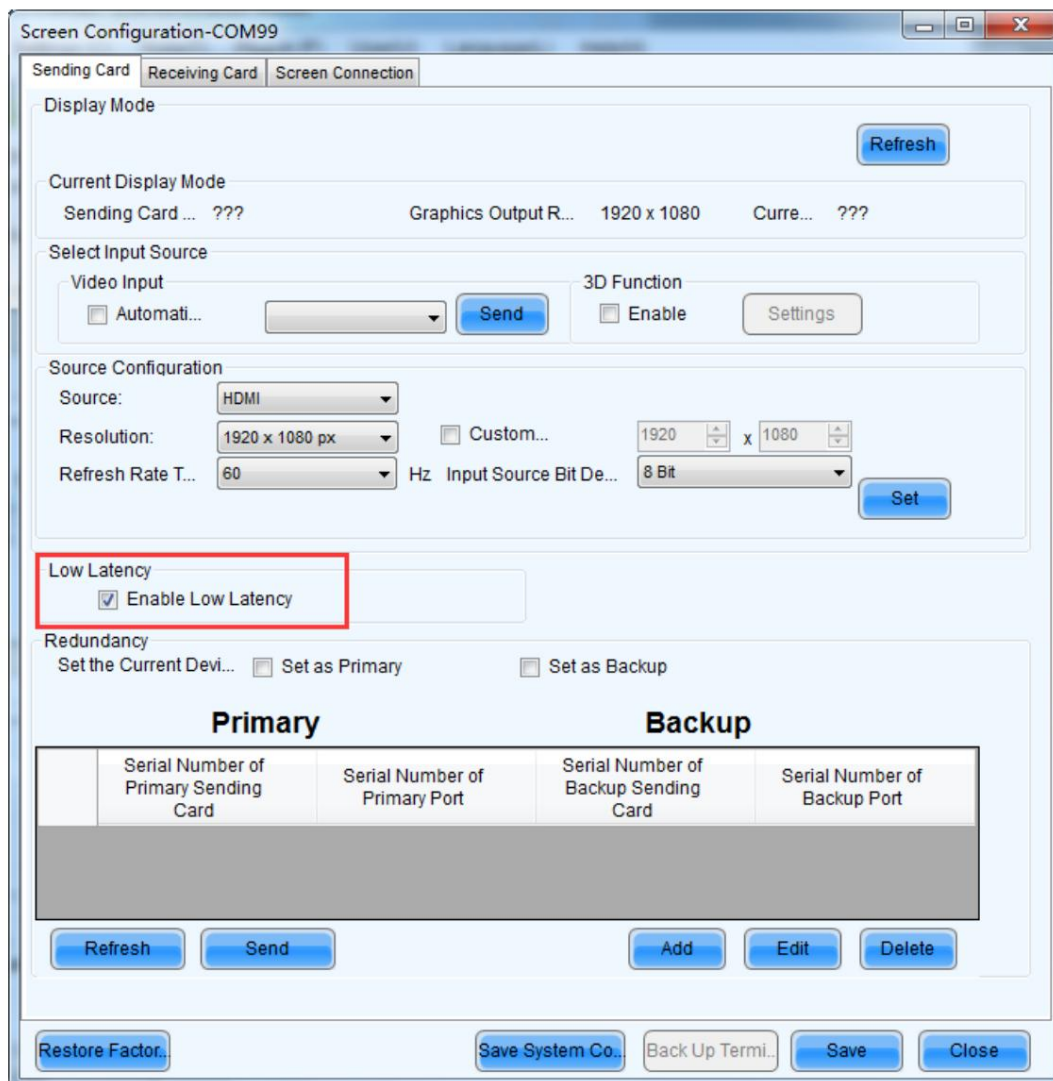 Screen Configuration-COM99
Sending Card Receiving Card Screen Connection
Display Mode
Refresh
Current Display Mode
Sending Card ... ??? Graphics Output R... 1920 x 1080 Curre... ???
Select Input Source
Video Input 3D Function
Automati... Send Enable Settings
Source Configuration
Source: HDMI
Resolution: 1920 x 1080 px Custom... 1920 x 1080
Refresh Rate T... 60 Hz Input Source Bit De... 8 Bit
Set
Low Latency
Enable Low Latency
Redundancy
Set the Current Devi... Set as Primary Set as Backup
Primary Backup
Serial Number of Primary Sending Card Serial Number of Primary Port Serial Number of Backup Sending Card Serial Number of Backup Port
Refresh Send Add Edit Delete
Restore Factor... Save System Co... Back Up Termi... Save Close